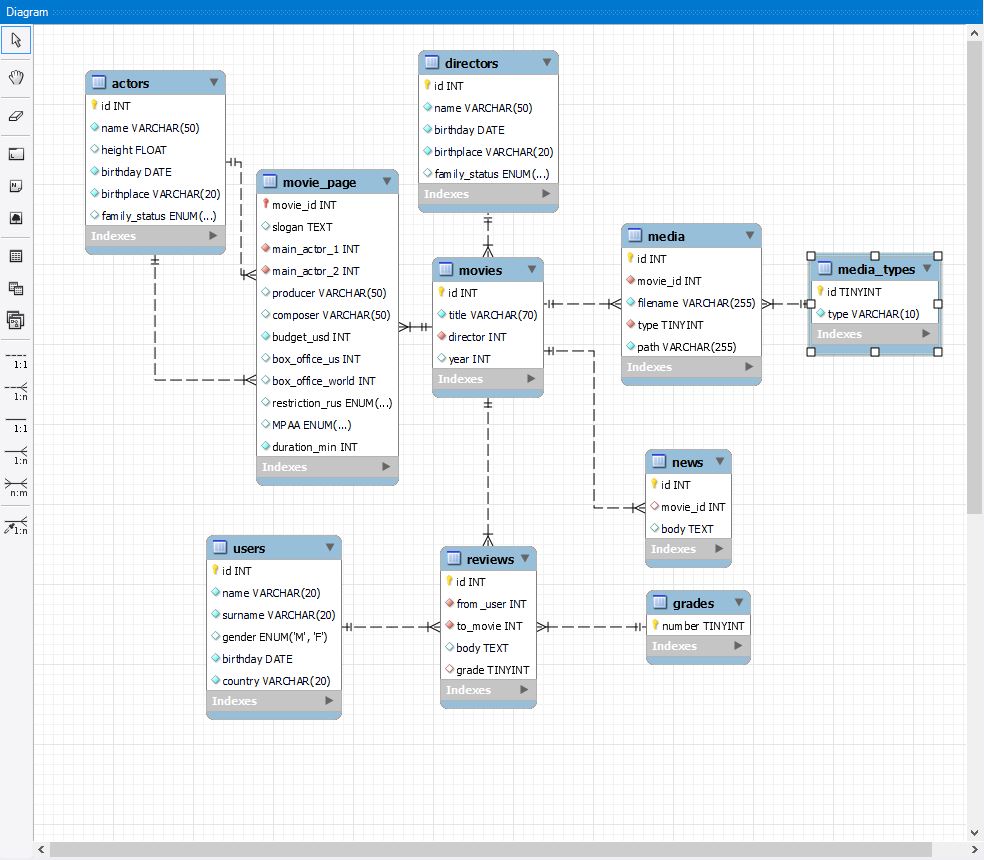 Diagram
actors
id INT
name VARCHAR(50)
height FLOAT
birthday DATE
birthplace VARCHAR(20)
family_status ENUM(...)
Indexes
directors
id INT
name VARCHAR(50)
birthday DATE
birthplace VARCHAR(20)
family_status ENUM(...)
Indexes
movie_page
movie_id INT
slogan TEXT
main_actor_1 INT
main_actor_2 INT
producer VARCHAR(50)
composer VARCHAR(50)
budget_usd INT
box_office_us INT
box_office_world INT
restriction_rus ENUM(...)
MPAA ENUM(...)
duration_min INT
Indexes
movies
id INT
title VARCHAR(70)
director INT
year INT
Indexes
media
id INT
movie_id INT
filename VARCHAR(255)
type TINYINT
path VARCHAR(255)
Indexes
media_types
id TINYINT
type VARCHAR(10)
Indexes
1:1
1:n
1:1
1:n
n:m
1:n
news
id INT
movie_id INT
body TEXT
Indexes
users
id INT
name VARCHAR(20)
surname VARCHAR(20)
gender ENUM('M', 'F')
birthday DATE
country VARCHAR(20)
Indexes
reviews
id INT
from_user INT
to_movie INT
body TEXT
grade TINYINT
Indexes
grades
number TINYINT
Indexes